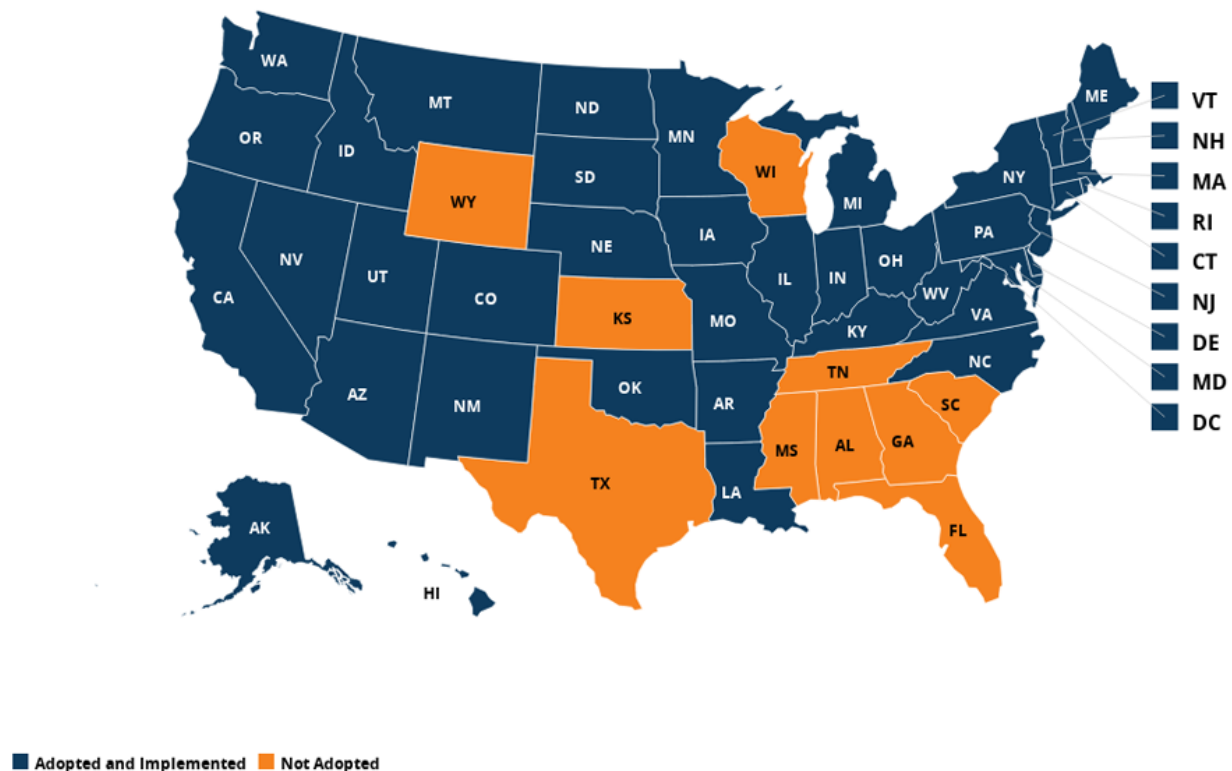 WA
MT
ND
MN
ME
VT
OR
ID
NH
SD
WI
NY
MA
WY
MI
RI
IA
PA
NE
CT
NV
UT
OH
IL
IN
CO
WV
NJ
CA
VA
KS
MO
KY
DE
NC
TN
MD
OK
AZ
NM
AR
SC
DC
MS
AL
GA
TX
LA
AK
FL
HI
Adopted and Implemented Not Adopted